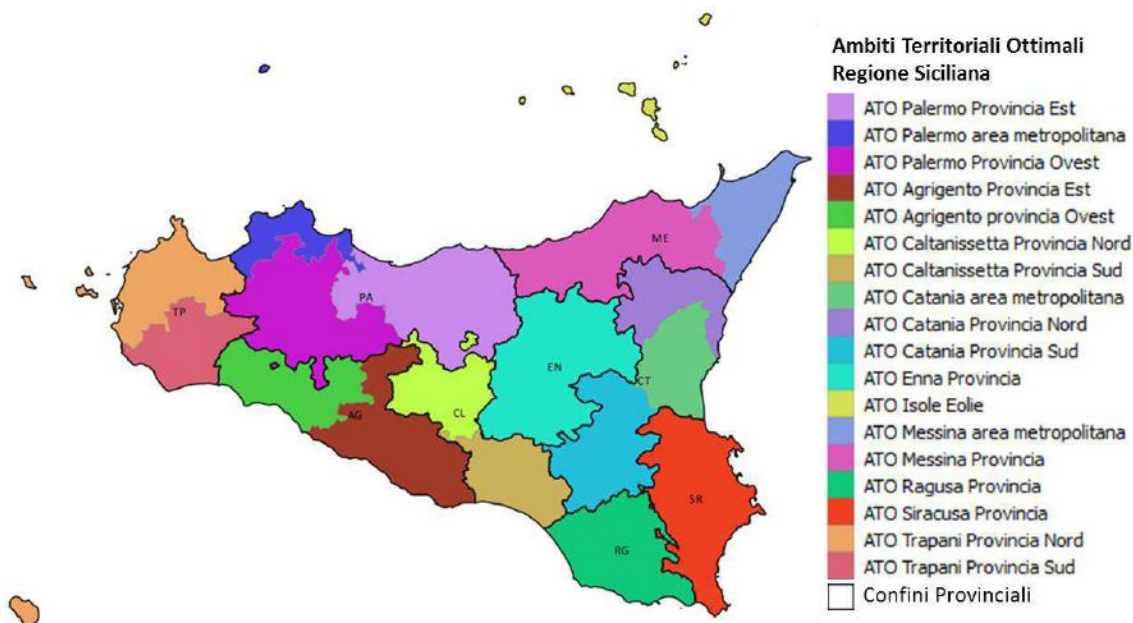 Ambiti Territoriali Ottimali
Regione Siciliana
ATO Palermo Provincia Est
ATO Palermo area metropolitana
ATO Palermo Provincia Ovest
ATO Agrigento Provincia Est
ATO Agrigento provincia Ovest
ATO Caltanissetta Provincia Nord
ATO Caltanissetta Provincia Sud
ATO Catania area metropolitana
ATO Catania Provincia Nord
ATO Catania Provincia Sud
ATO Enna Provincia
ATO Isole Eolie
ATO Messina area metropolitana
ATO Messina Provincia
ATO Ragusa Provincia
ATO Siracusa Provincia
ATO Trapani Provincia Nord
ATO Trapani Provincia Sud
Confini Provinciali
ME
PA
TP
EN
CT
CL
AG
SR
RG